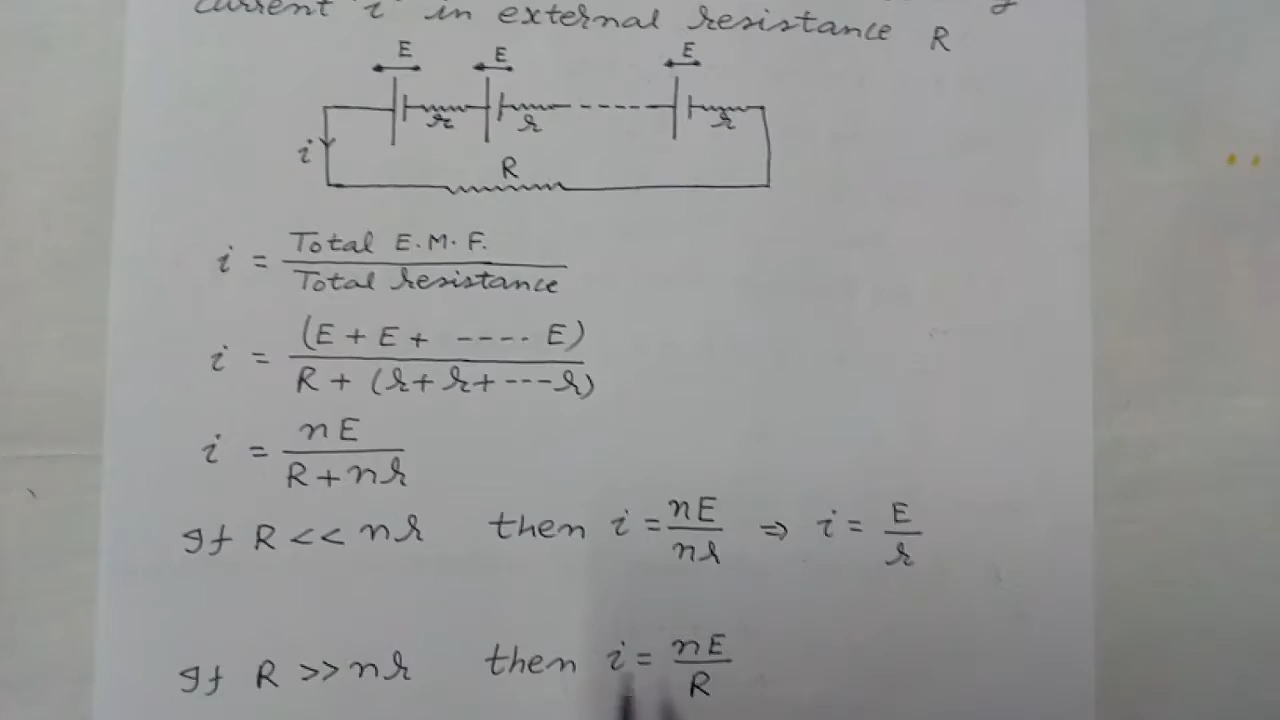 current i in external resistance R
E E E
r r r
i
R
i = Total E.M.F. / Total resistance
i = (E + E + ---- E) / R + (r + r + --- r)
i = nE / R + nr
If R << nr then i = nE / nr ⇒ i = E / r
If R >> nr then i = nE / R